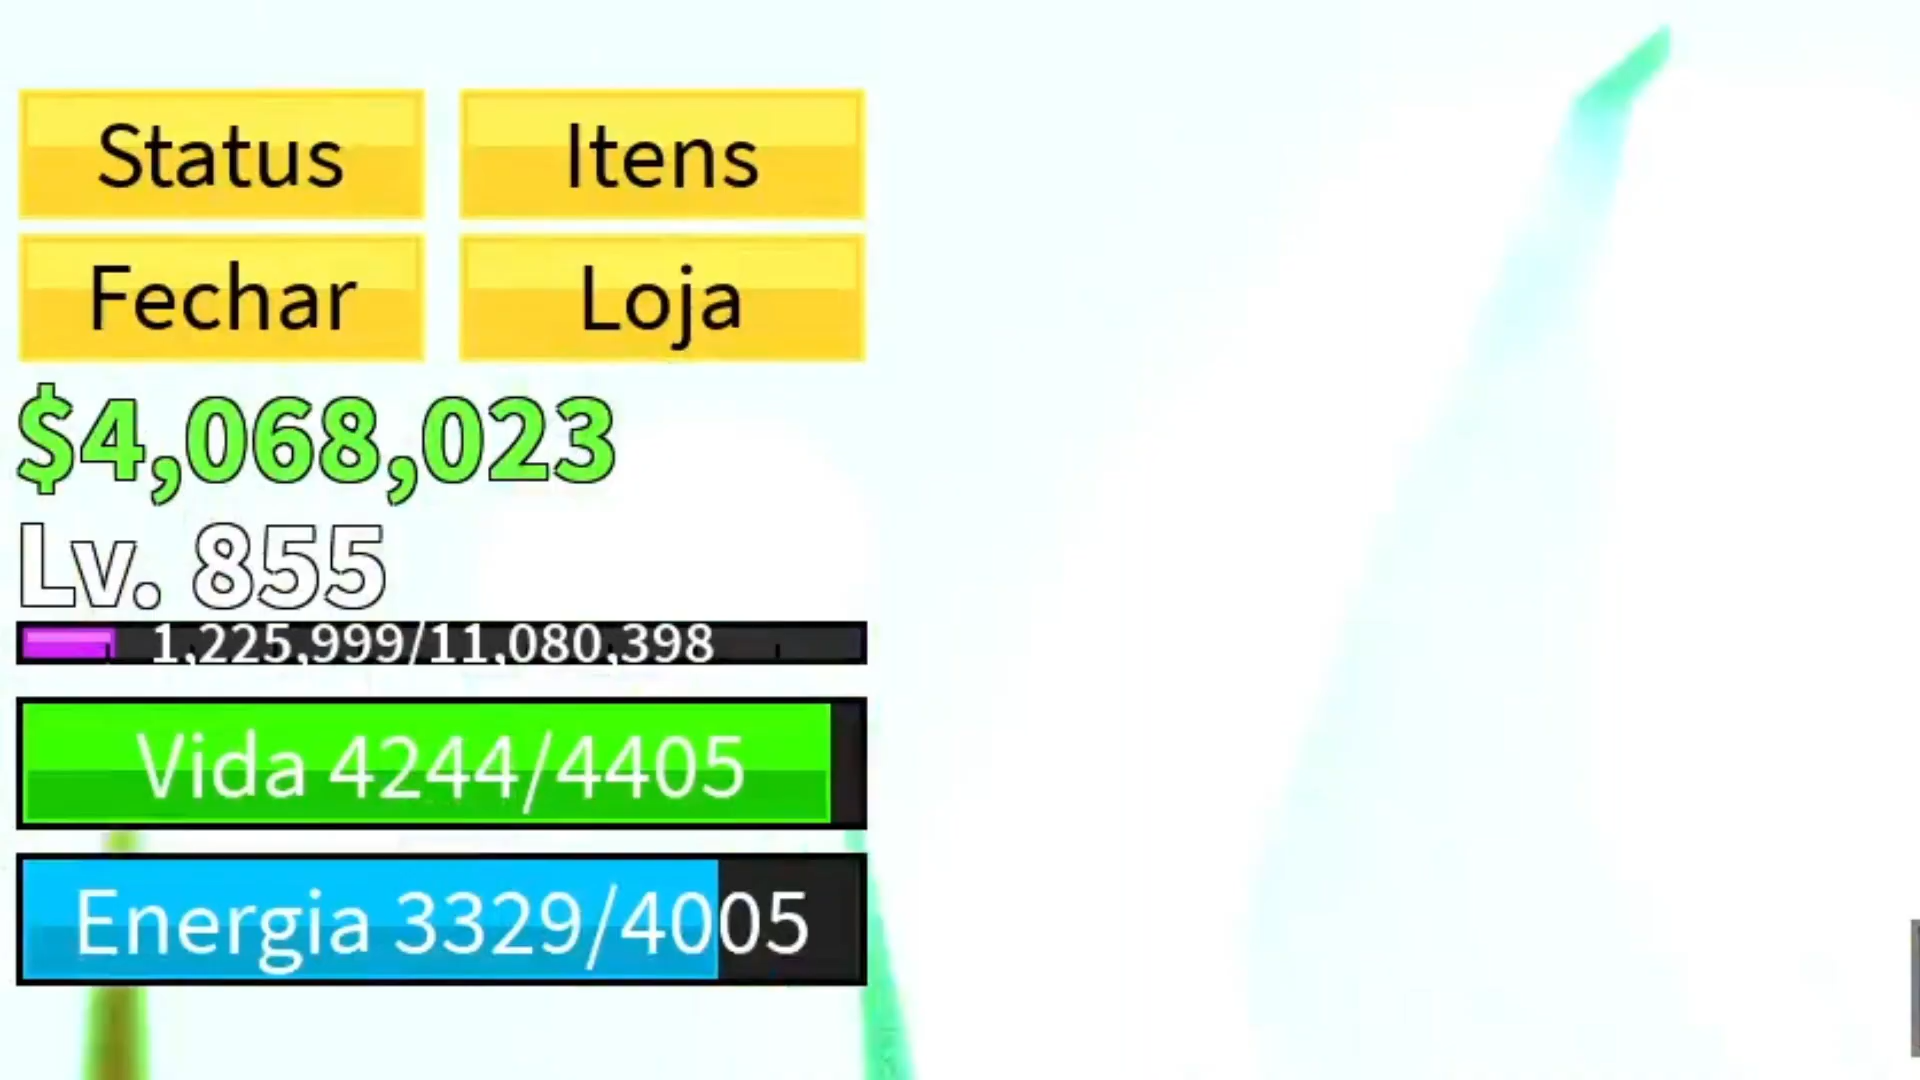 Status Itens
Fechar Loja
$4,068,023
Lv. 855
1,225,999/11,080,398
Vida 4244/4405
Energia 3329/4005